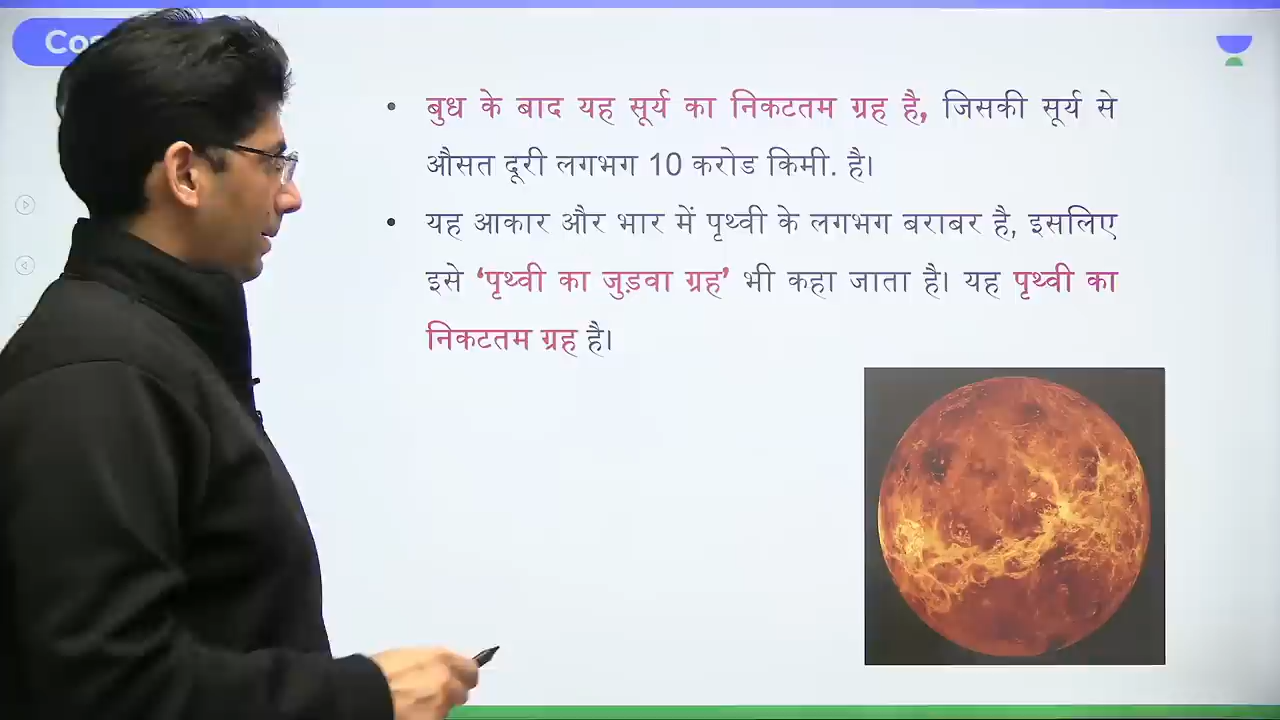 Cos
बुध के बाद यह सूर्य का निकटतम ग्रह है, जिसकी सूर्य से
औसत दूरी लगभग 10 करोड किमी. है।
यह आकार और भार में पृथ्वी के लगभग बराबर है, इसलिए
इसे ‘पृथ्वी का जुड़वा ग्रह’ भी कहा जाता है। यह पृथ्वी का
निकटतम ग्रह है।